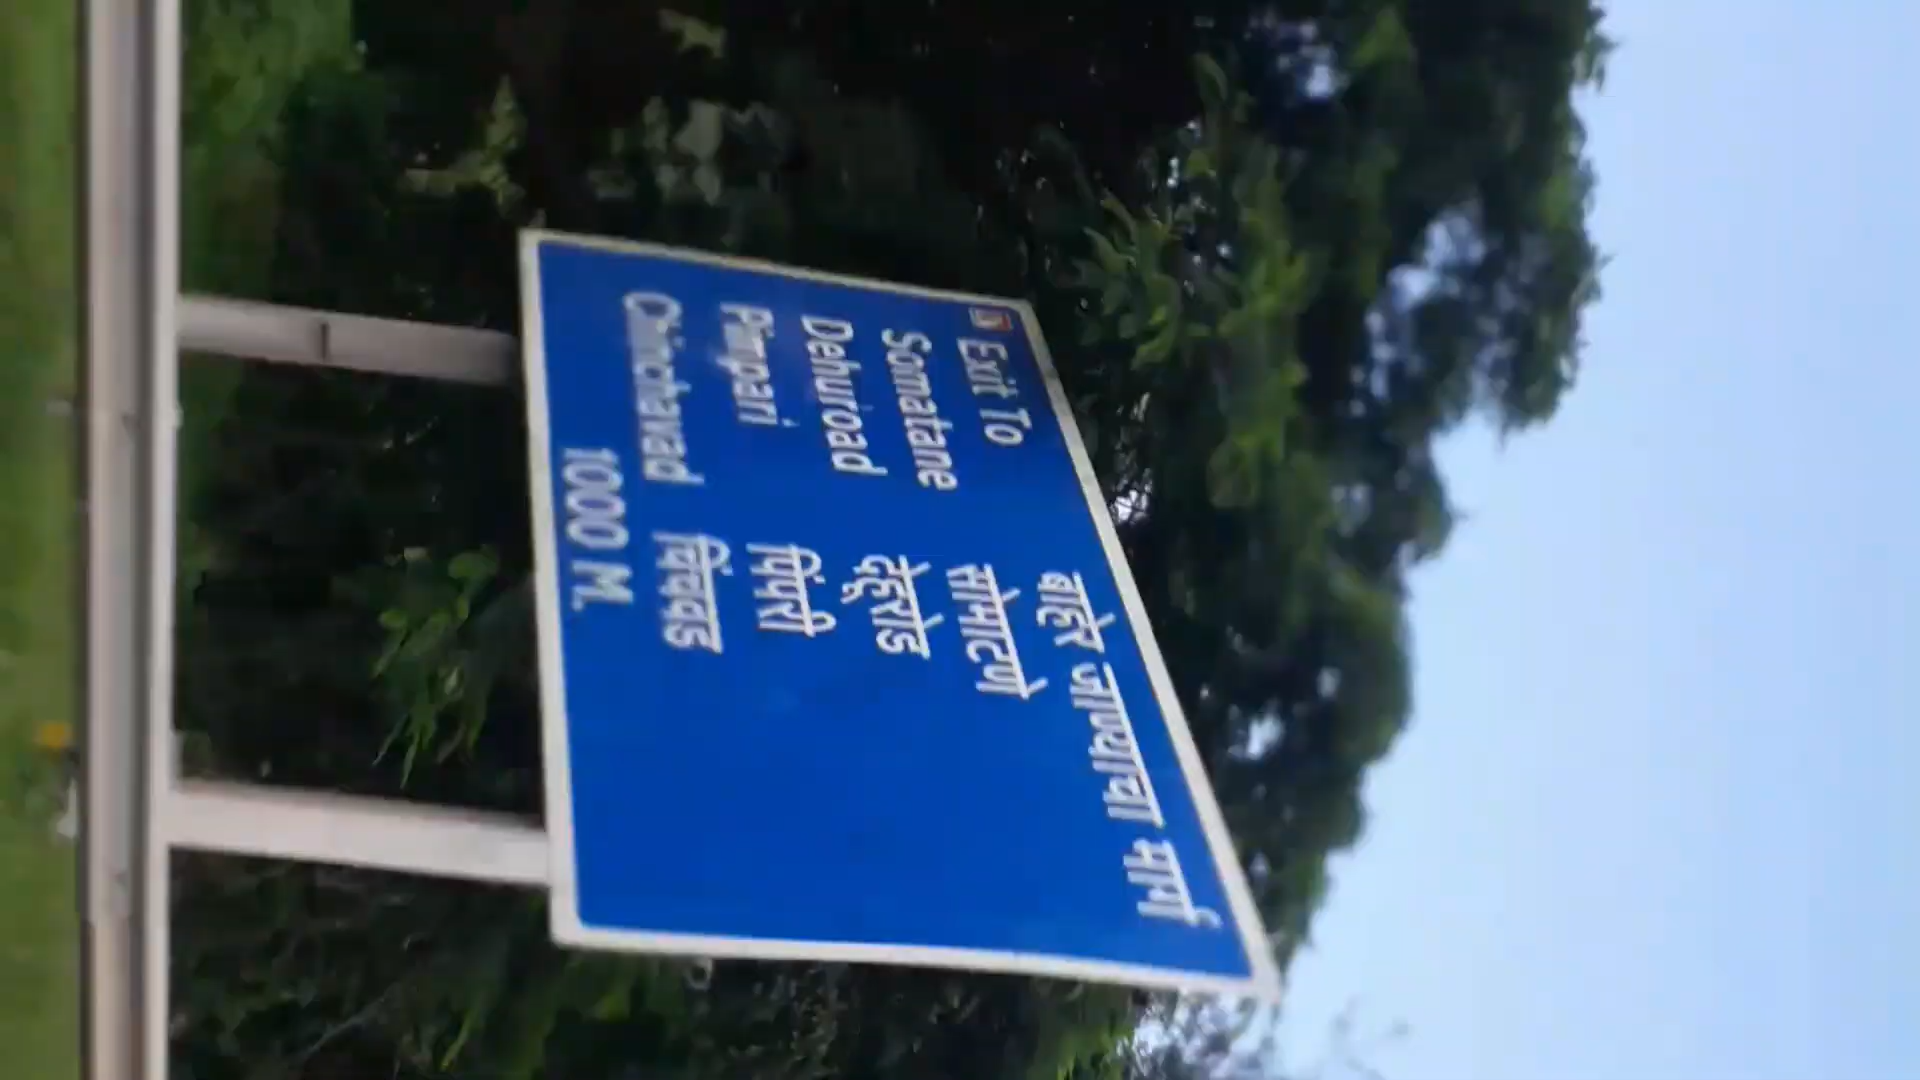 Exit To बाहेर जाण्याचा मार्ग
Somatane सोमाटणे
Dehuroad देहूरोड
Pimpari पिंपरी
Chinchavad चिंचवड
1000 M.